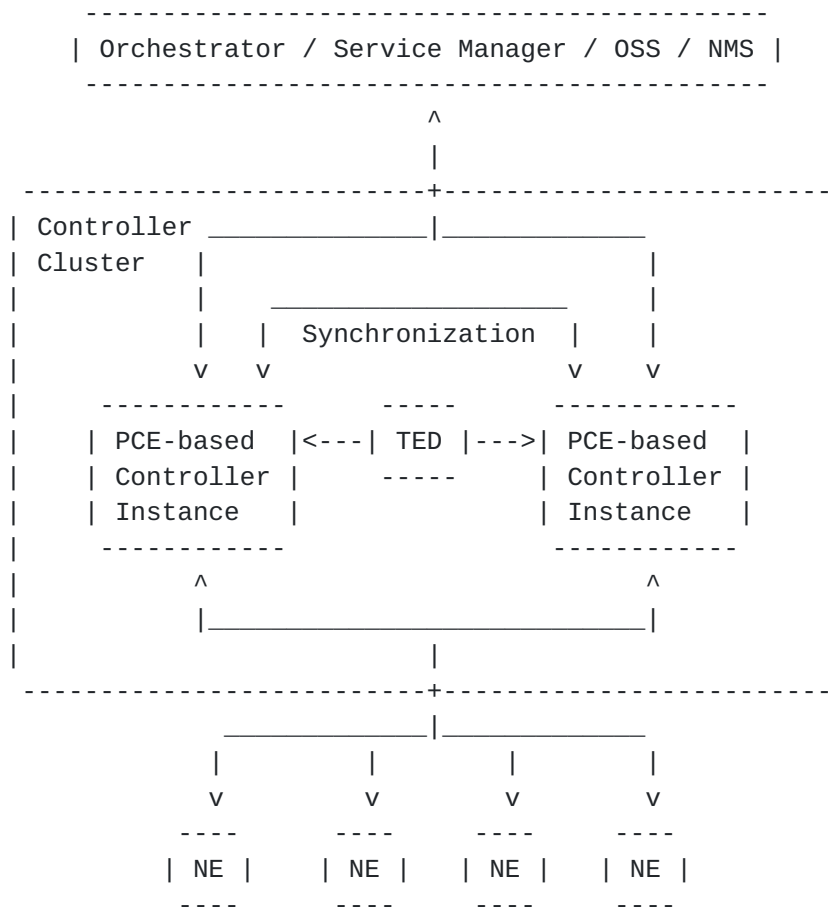 Orchestrator / Service Manager / OSS / NMS
Controller
Cluster
Synchronization
PCE-based TED PCE-based
Controller Controller
Instance Instance
NE NE NE NE